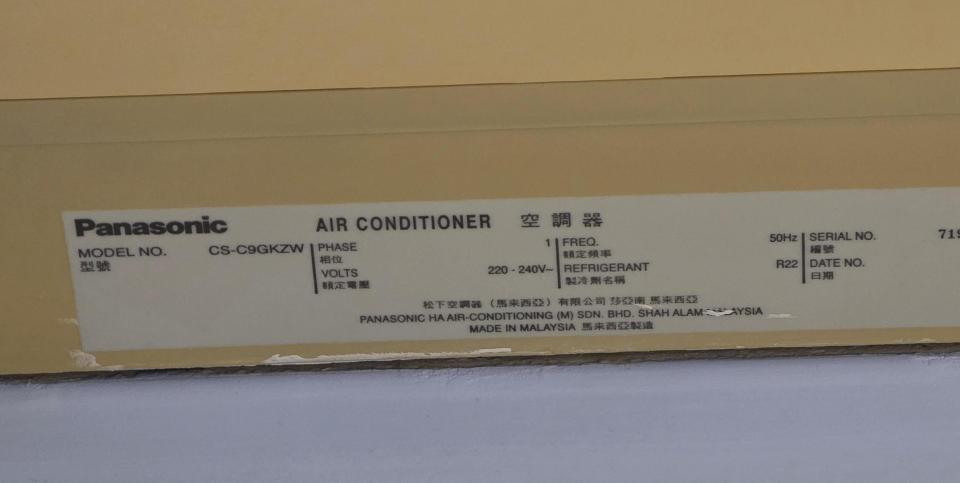 Panasonic AIR CONDITIONER 空調器
MODEL NO. CS-C9GKZW PHASE 1 FREQ. 50Hz SERIAL NO. 719
型號 相位 額定頻率 編號
VOLTS 220 - 240V~ REFRIGERANT R22 DATE NO.
額定電壓 製冷劑名稱 日期
松下空調器（馬来西亞）有限公司 莎亞南 馬来西亞
PANASONIC HA AIR-CONDITIONING (M) SDN. BHD. SHAH ALAM
MADE IN MALAYSIA 馬来西亞製造